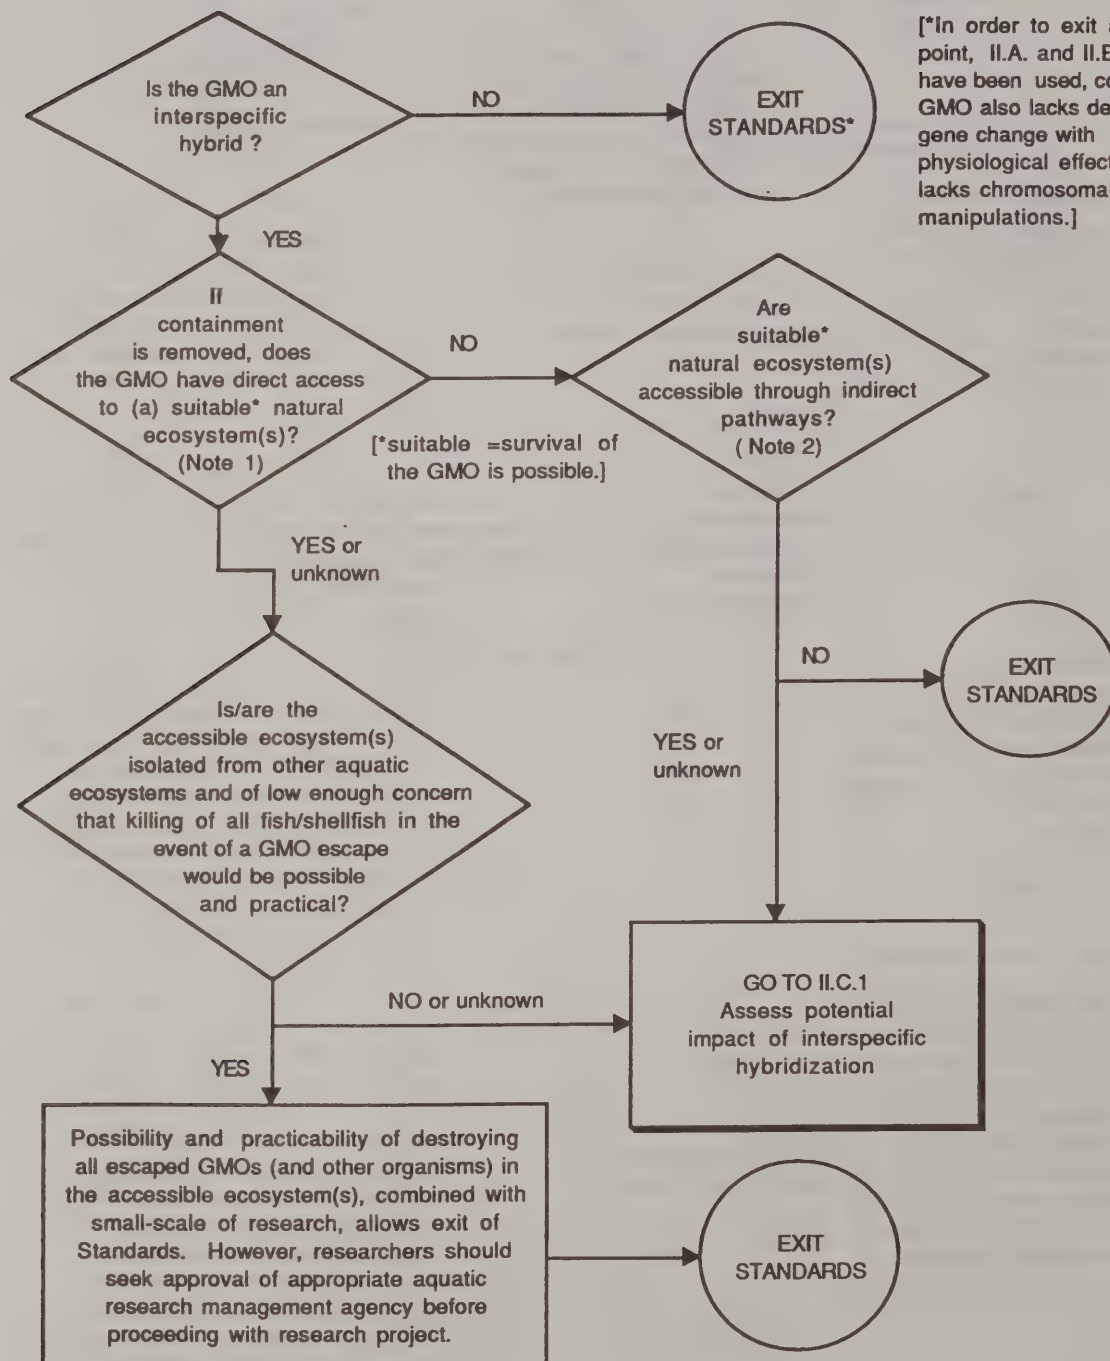 Is the GMO an
interspecific
hybrid ?
NO
EXIT
STANDARDS*
[*In order to exit
point, II.A. and
have been used,
GMO also lacks
gene change with
physiological
lacks chromosomal
manipulations.]
YES
If
containment
is removed, does
the GMO have direct access
to (a) suitable* natural
ecosystem(s)?
(Note 1)
NO
[*suitable =survival of
the GMO is possible.]
Are
suitable*
natural ecosystem(s)
accessible through indirect
pathways?
( Note 2)
YES or
unknown
NO
EXIT
STANDARDS
YES or
unknown
Is/are the
accessible ecosystem(s)
isolated from other aquatic
ecosystems and of low enough concern
that killing of all fish/shellfish in the
event of a GMO escape
would be possible
and practical?
NO or unknown
GO TO II.C.1
Assess potential
impact of interspecific
hybridization
YES
Possibility and practicability of destroying
all escaped GMOs (and other organisms) in
the accessible ecosystem(s), combined with
small-scale of research, allows exit of
Standards. However, researchers should
seek approval of appropriate aquatic
research management agency before
proceeding with research project.
EXIT
STANDARDS